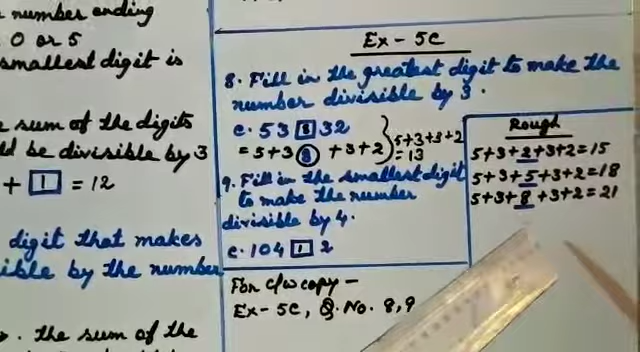 number ending
0 or 5
smallest digit is
sum of the digits
be divisible by 3
+ 1 = 12
digit that makes
by the number
the sum of the
Ex - 5C
8. Fill in the greatest digit to make the
number divisible by 3.
c. 53 8 32
= 5+3 8 +3+2 } 5+3+3+2
= 13
9. Fill in the smallest digit
to make the number
divisible by 4.
c. 104 1 2
For c/w copy -
Ex - 5C, Q. No. 8,9
Rough
5+3+2+3+2=15
5+3+5+3+2=18
5+3+8+3+2=21